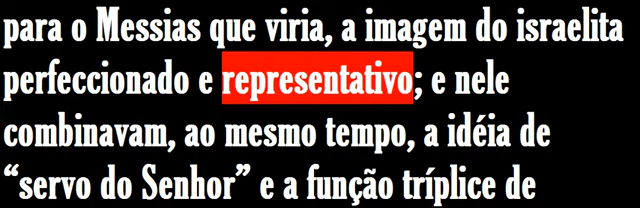 para o Messias que viria, a imagem do israelita
perfeccionado e representativo; e nele
combinavam, ao mesmo tempo, a idéia de
“servo do Senhor” e a função tríplice de